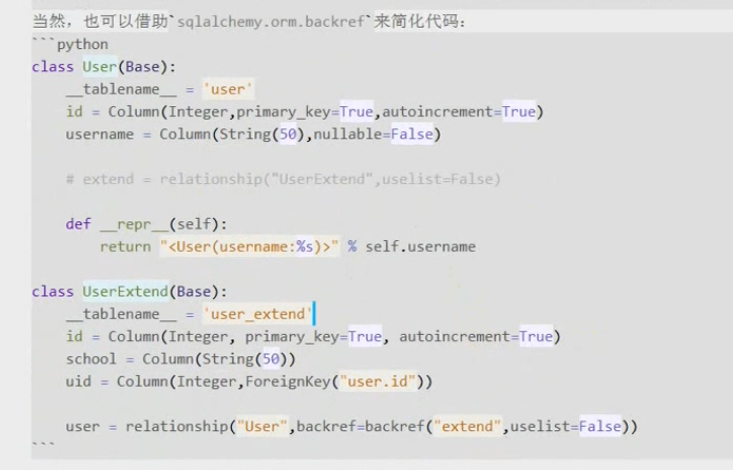 当然，也可以借助`sqlalchemy.orm.backref`来简化代码：
```python
class User(Base):
    __tablename__ = 'user'
    id = Column(Integer,primary_key=True,autoincrement=True)
    username = Column(String(50),nullable=False)
    # extend = relationship("UserExtend",uselist=False)
    def __repr__(self):
        return "<User(username:%s)>" % self.username
class UserExtend(Base):
    __tablename__ = 'user_extend'
    id = Column(Integer, primary_key=True, autoincrement=True)
    school = Column(String(50))
    uid = Column(Integer,ForeignKey("user.id"))
    user = relationship("User",backref=backref("extend",uselist=False))
```